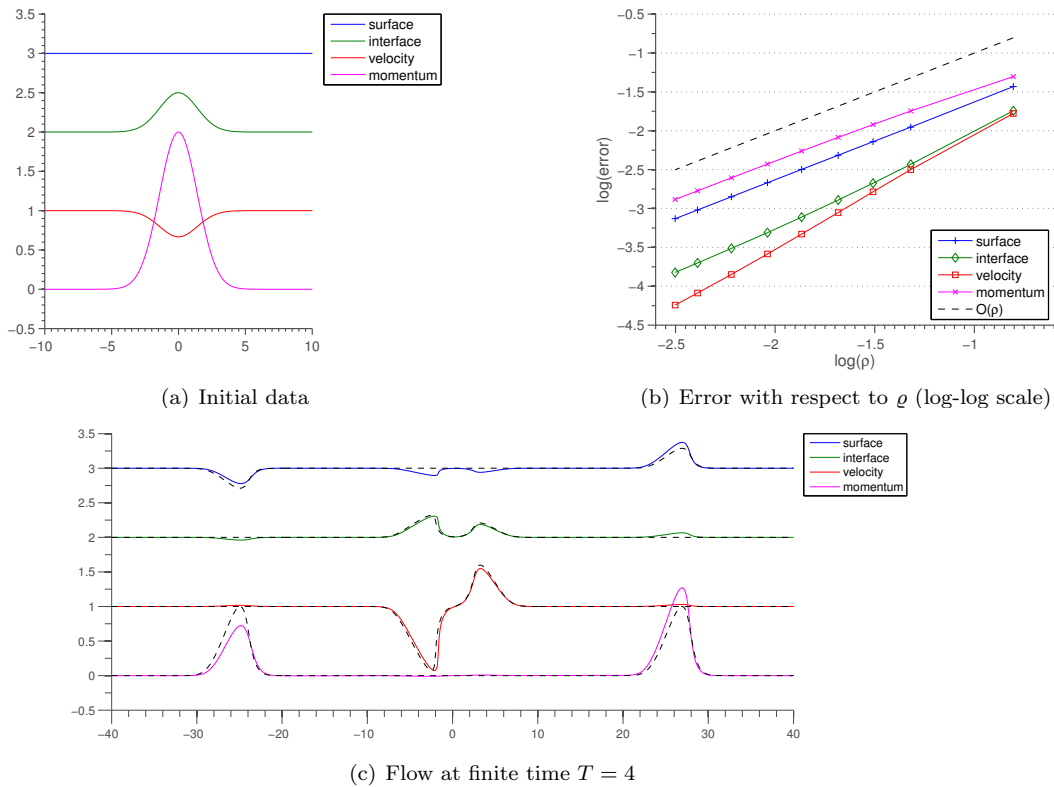 3.5
3
2.5
2
1.5
1
0.5
0
−0.5
−10
−5
0
5
10
surface
interface
velocity
momentum
(a) Initial data
−0.5
−1
−1.5
−2
−2.5
−3
−3.5
−4
−4.5
log(error)
−2.5
−2
−1.5
−1
log(ρ)
surface
interface
velocity
momentum
O(ρ)
(b) Error with respect to ϱ (log-log scale)
3.5
3
2.5
2
1.5
1
0.5
0
−0.5
−40
−30
−20
−10
0
10
20
30
40
surface
interface
velocity
momentum
(c) Flow at finite time T = 4